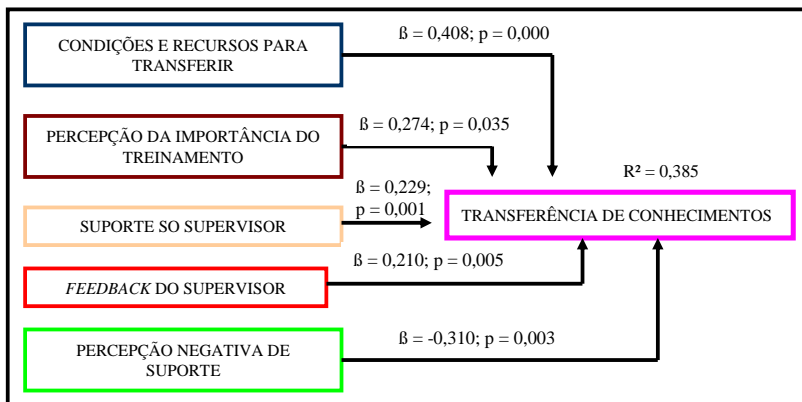 CONDIÇÕES E RECURSOS PARA
TRANSFERIR
ß = 0,408; p = 0,000
PERCEPÇÃO DA IMPORTÂNCIA DO
TREINAMENTO
ß = 0,274; p = 0,035
R² = 0,385
ß = 0,229;
p = 0,001
SUPORTE SO SUPERVISOR
TRANSFERÊNCIA DE CONHECIMENTOS
ß = 0,210; p = 0,005
FEEDBACK DO SUPERVISOR
ß = -0,310; p = 0,003
PERCEPÇÃO NEGATIVA DE
SUPORTE